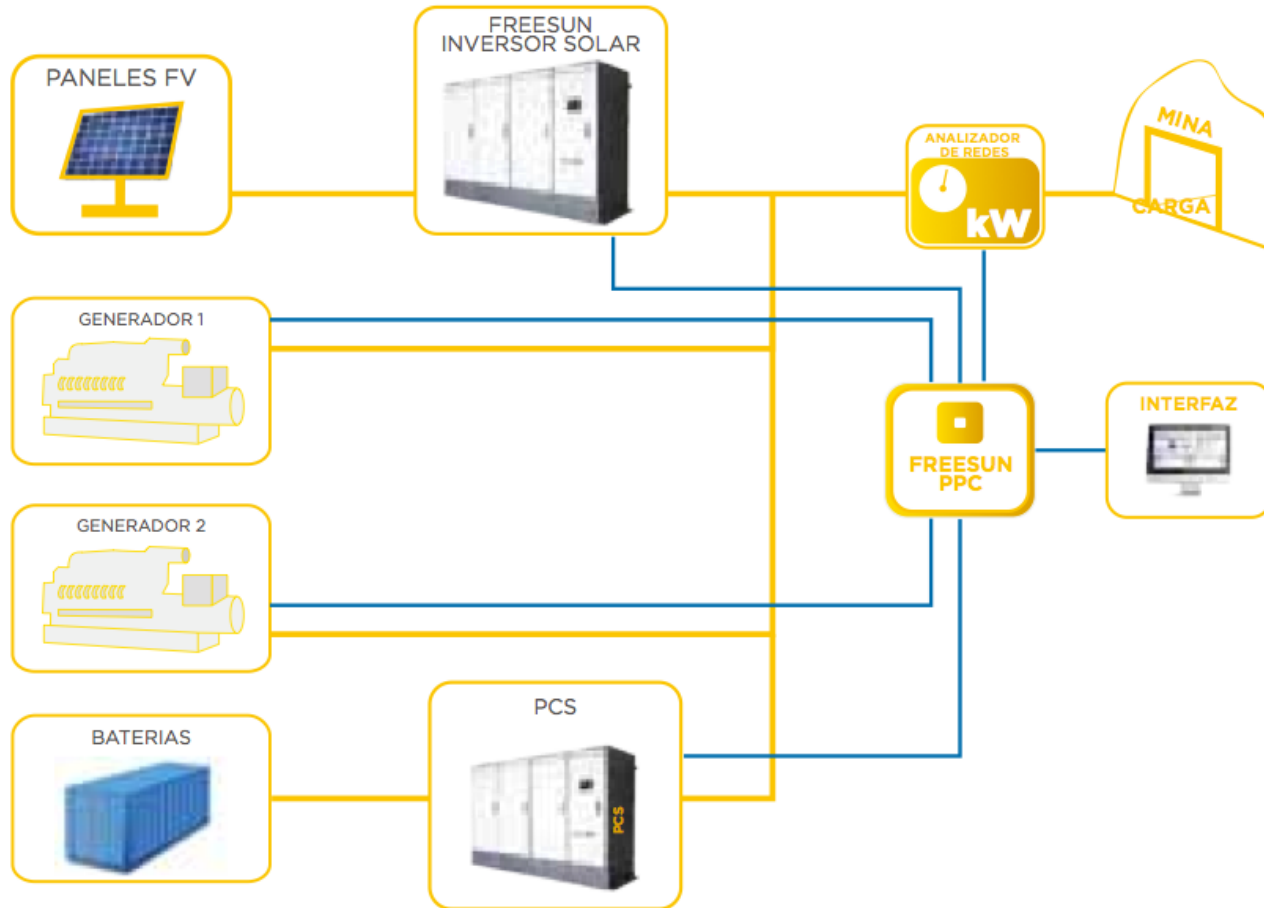 FREESUN
INVERSOR SOLAR
PANELES FV
ANALIZADOR
DE REDES
kW
MINA
CARGA
GENERADOR 1
INTERFAZ
FREESUN
PPC
GENERADOR 2
PCS
BATERIAS
PCS